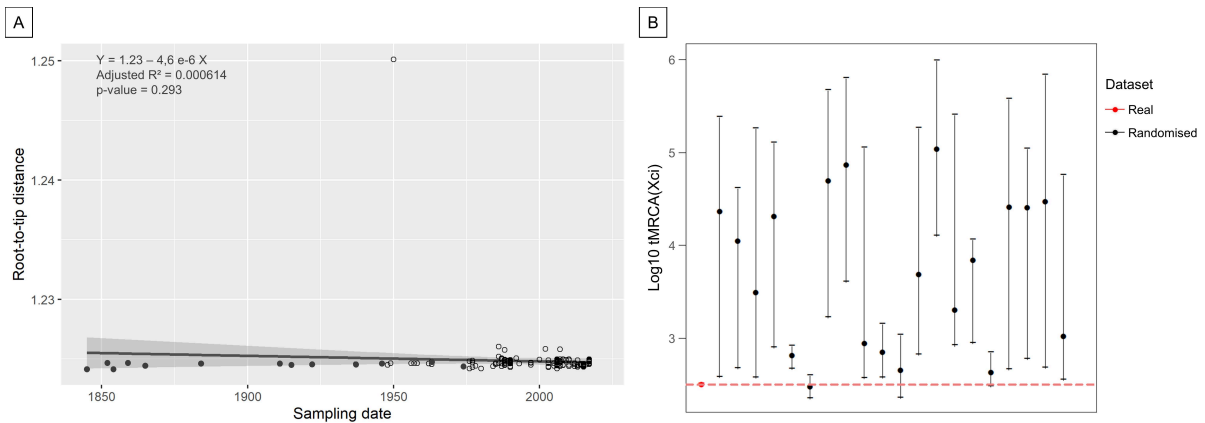 A
Y = 1.23 – 4,6 e-6 X
Adjusted R² = 0.000614
p-value = 0.293
1.25
1.24
1.23
Root-to-tip distance
1850
1900
1950
2000
Sampling date
B
6
5
4
3
Log10 tMRCA(Xci)
Dataset
Real
Randomised